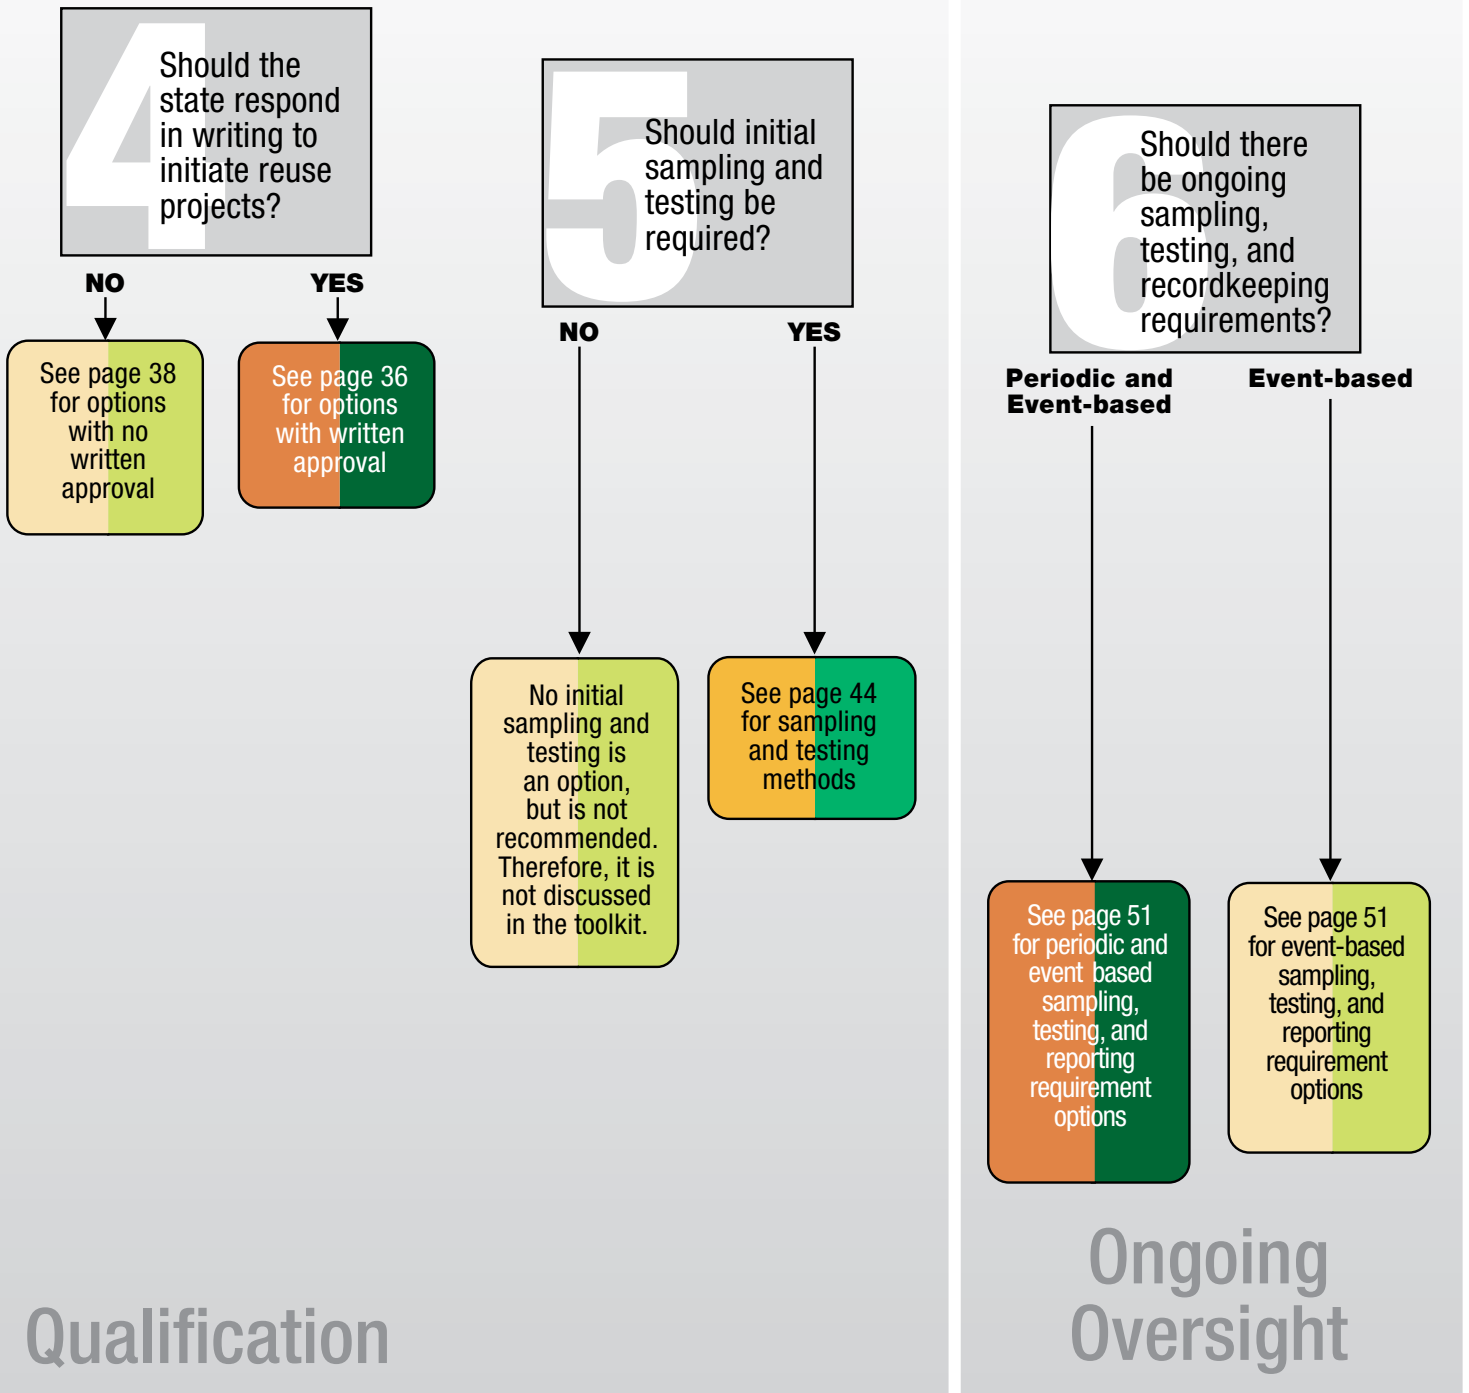 4
Should the
state respond
in writing to
initiate reuse
projects?
NO
YES
See page 38
for options
with no
written
approval
See page 36
for options
with written
approval
5
Should initial
sampling and
testing be
required?
NO
YES
No initial
sampling and
testing is
an option,
but is not
recommended.
Therefore, it is
not discussed
in the toolkit.
See page 44
for sampling
and testing
methods
Qualification
6
Should there
be ongoing
sampling,
testing, and
recordkeeping
requirements?
Periodic and
Event-based
Event-based
See page 51
for periodic and
event based
sampling,
testing, and
reporting
requirement
options
See page 51
for event-based
sampling,
testing, and
reporting
requirement
options
Ongoing
Oversight